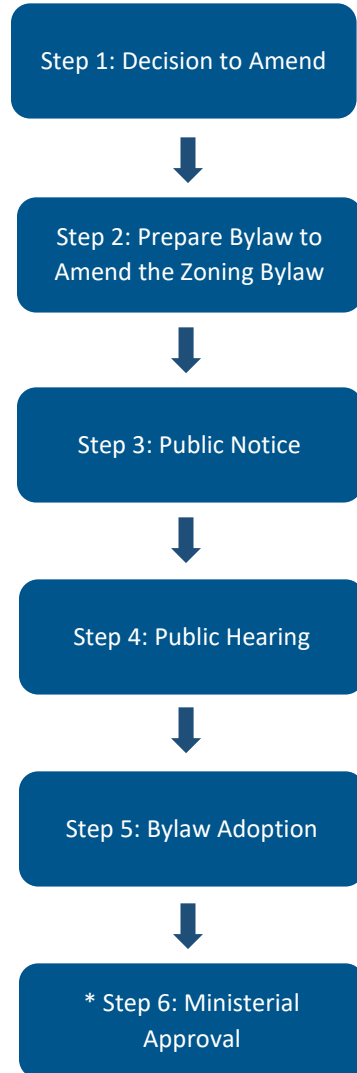 Step 1: Decision to Amend
Step 2: Prepare Bylaw to
Amend the Zoning Bylaw
Step 3: Public Notice
Step 4: Public Hearing
Step 5: Bylaw Adoption
* Step 6: Ministerial
Approval